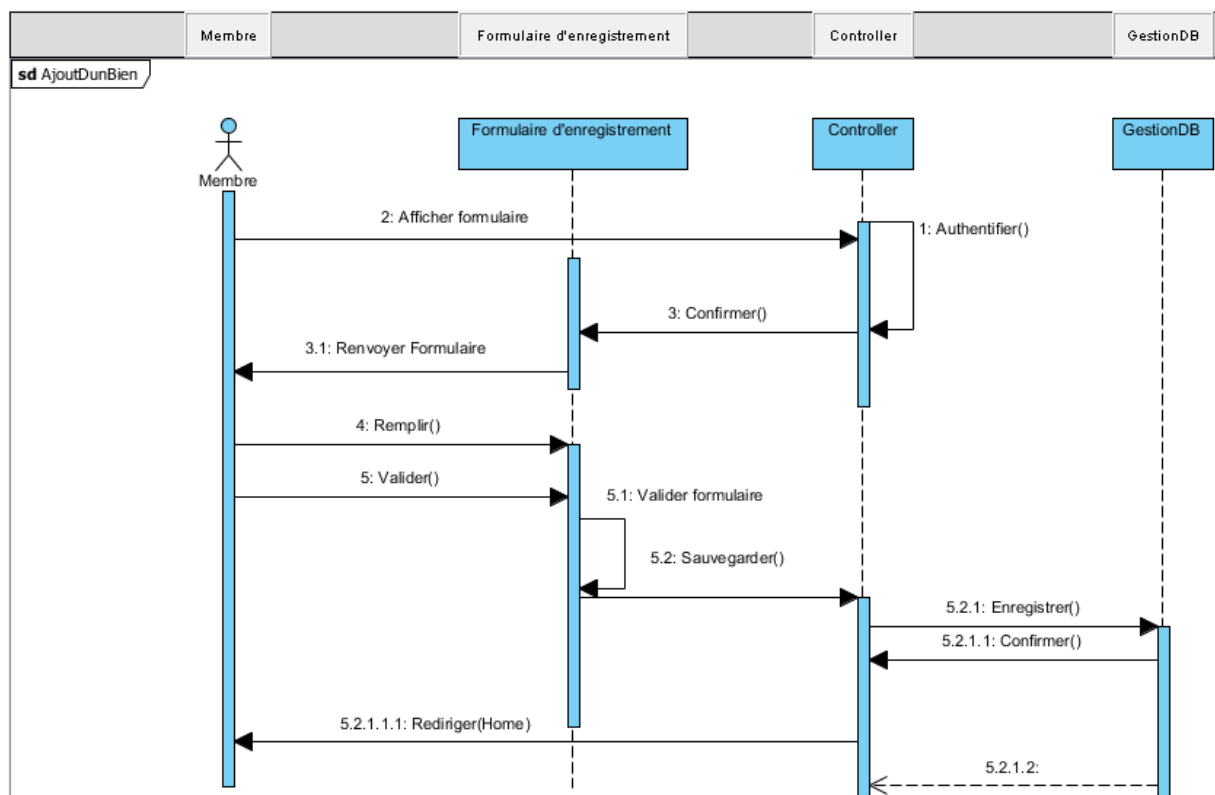 Membre
Formulaire d'enregistrement
Controller
GestionDB
sd AjoutDunBien
Formulaire d'enregistrement
Controller
GestionDB
Membre
2: Afficher formulaire
1: Authentifier()
3: Confirmer()
3.1: Renvoyer Formulaire
4: Remplir()
5: Valider()
5.1: Valider formulaire
5.2: Sauvegarder()
5.2.1: Enregistrer()
5.2.1.1: Confirmer()
5.2.1.1.1: Rediriger(Home)
5.2.1.2: